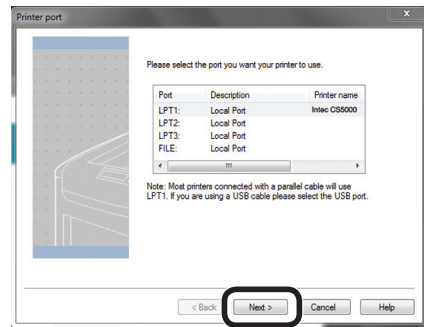 Printer port
x
Please select the port you want your printer to use.
Port Description Printer name
LPT1: Local Port Intec CS5000
LPT2: Local Port
LPT3: Local Port
FILE: Local Port
Note: Most printers connected with a parallel cable will use
LPT1. If you are using a USB cable please select the USB port.
< Back Next > Cancel Help